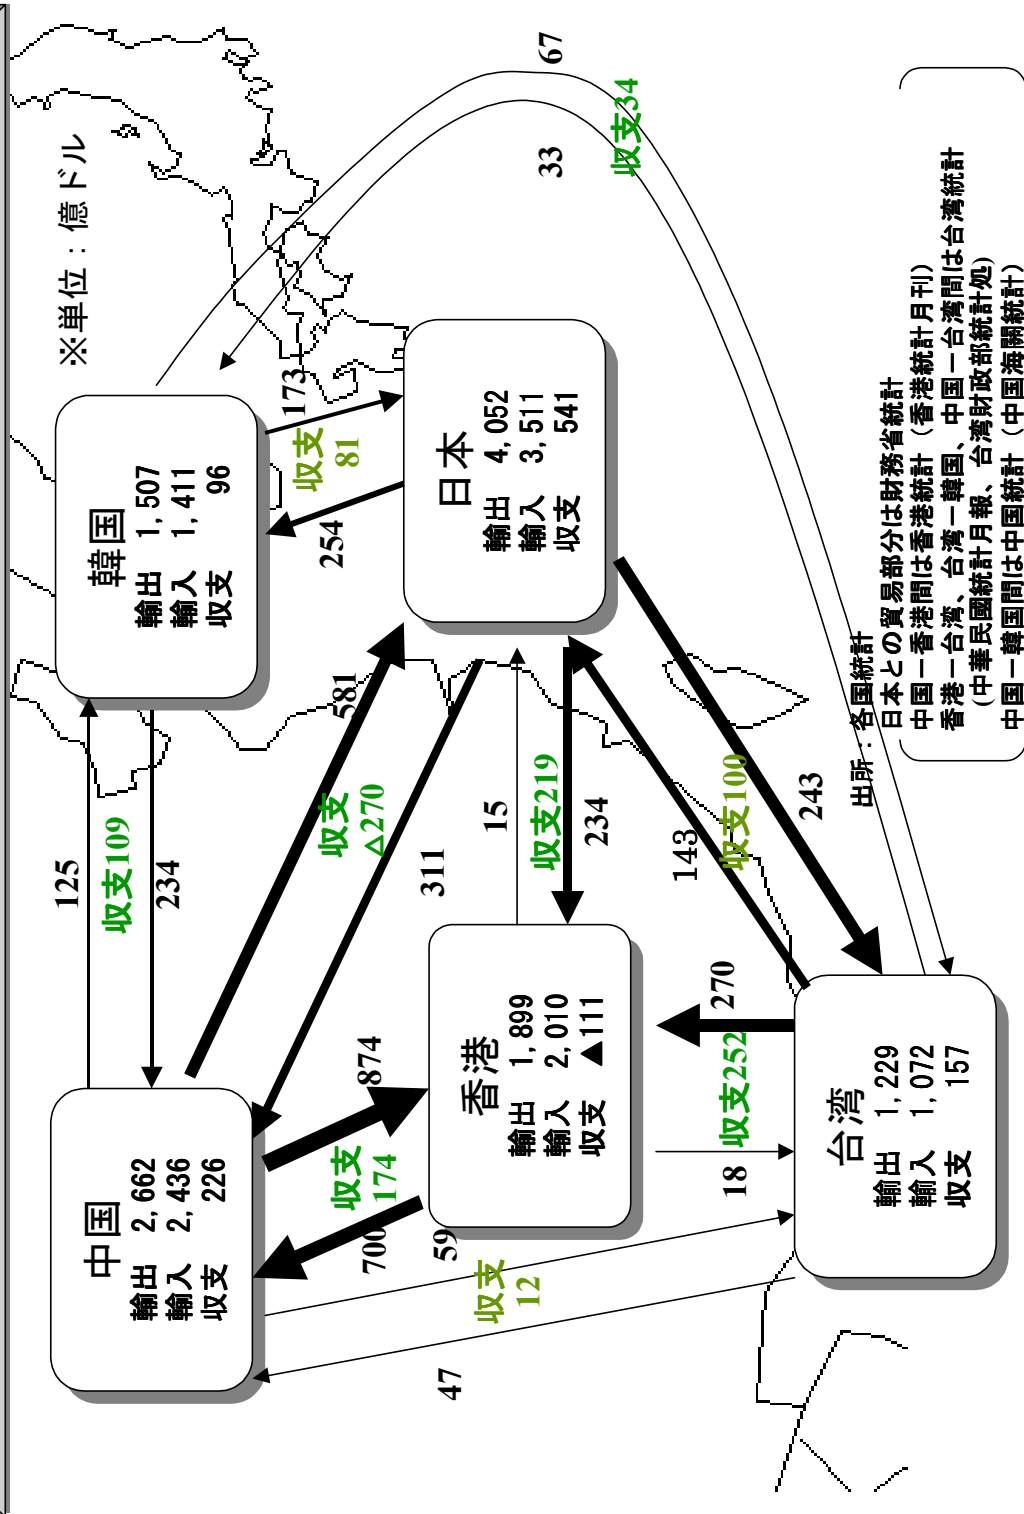 ※単位：億ドル
中国
輸出 2,662
輸入 2,436
収支 226
韓国
輸出 1,507
輸入 1,411
収支 96
日本
輸出 4,052
輸入 3,511
収支 541
香港
輸出 1,899
輸入 2,010
収支 ▲111
台湾
輸出 1,229
輸入 1,072
収支 157
125
収支109
234
173
収支
81
254
581
収支
△270
311
874
収支
174
700
15
収支219
234
59
収支
12
47
143
収支100
243
270
収支252
18
67
33
収支34
出所：各国統計
日本との貿易部分は財務省統計
中国－香港間は香港統計（香港統計月刊）
香港－台湾、台湾－韓国、中国－台湾間は台湾統計
(中華民國統計月報、台湾財政部統計処)
中国－韓国間は中国統計（中国海關統計）